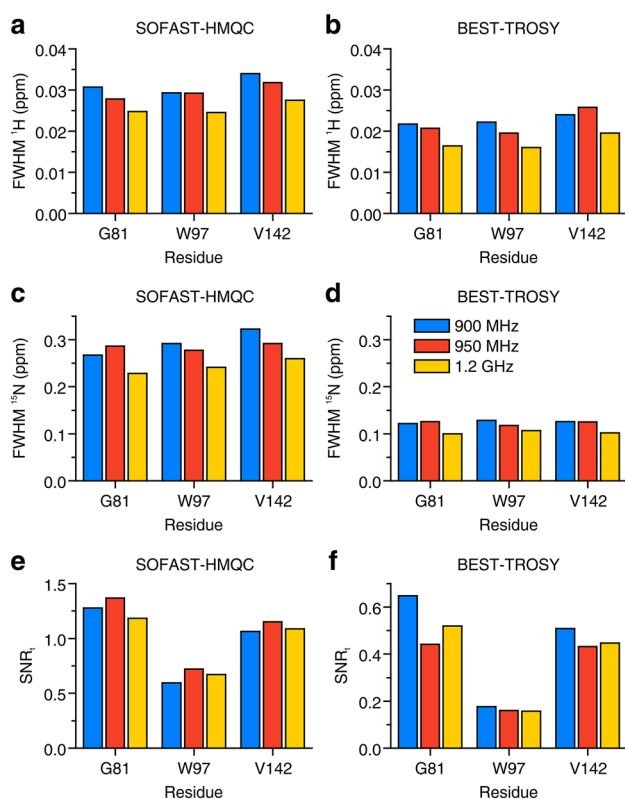 a
SOFAST-HMQC
FWHM ¹H (ppm)
0.04
0.03
0.02
0.01
0.00
G81 W97 V142
Residue
b
BEST-TROSY
FWHM ¹H (ppm)
0.04
0.03
0.02
0.01
0.00
G81 W97 V142
Residue
c
SOFAST-HMQC
FWHM ¹⁵N (ppm)
0.3
0.2
0.1
0.0
G81 W97 V142
Residue
d
BEST-TROSY
FWHM ¹⁵N (ppm)
0.3
0.2
0.1
0.0
900 MHz
950 MHz
1.2 GHz
G81 W97 V142
Residue
e
SOFAST-HMQC
SNRₜ
1.5
1.0
0.5
0.0
G81 W97 V142
Residue
f
BEST-TROSY
SNRₜ
0.6
0.4
0.2
0.0
G81 W97 V142
Residue